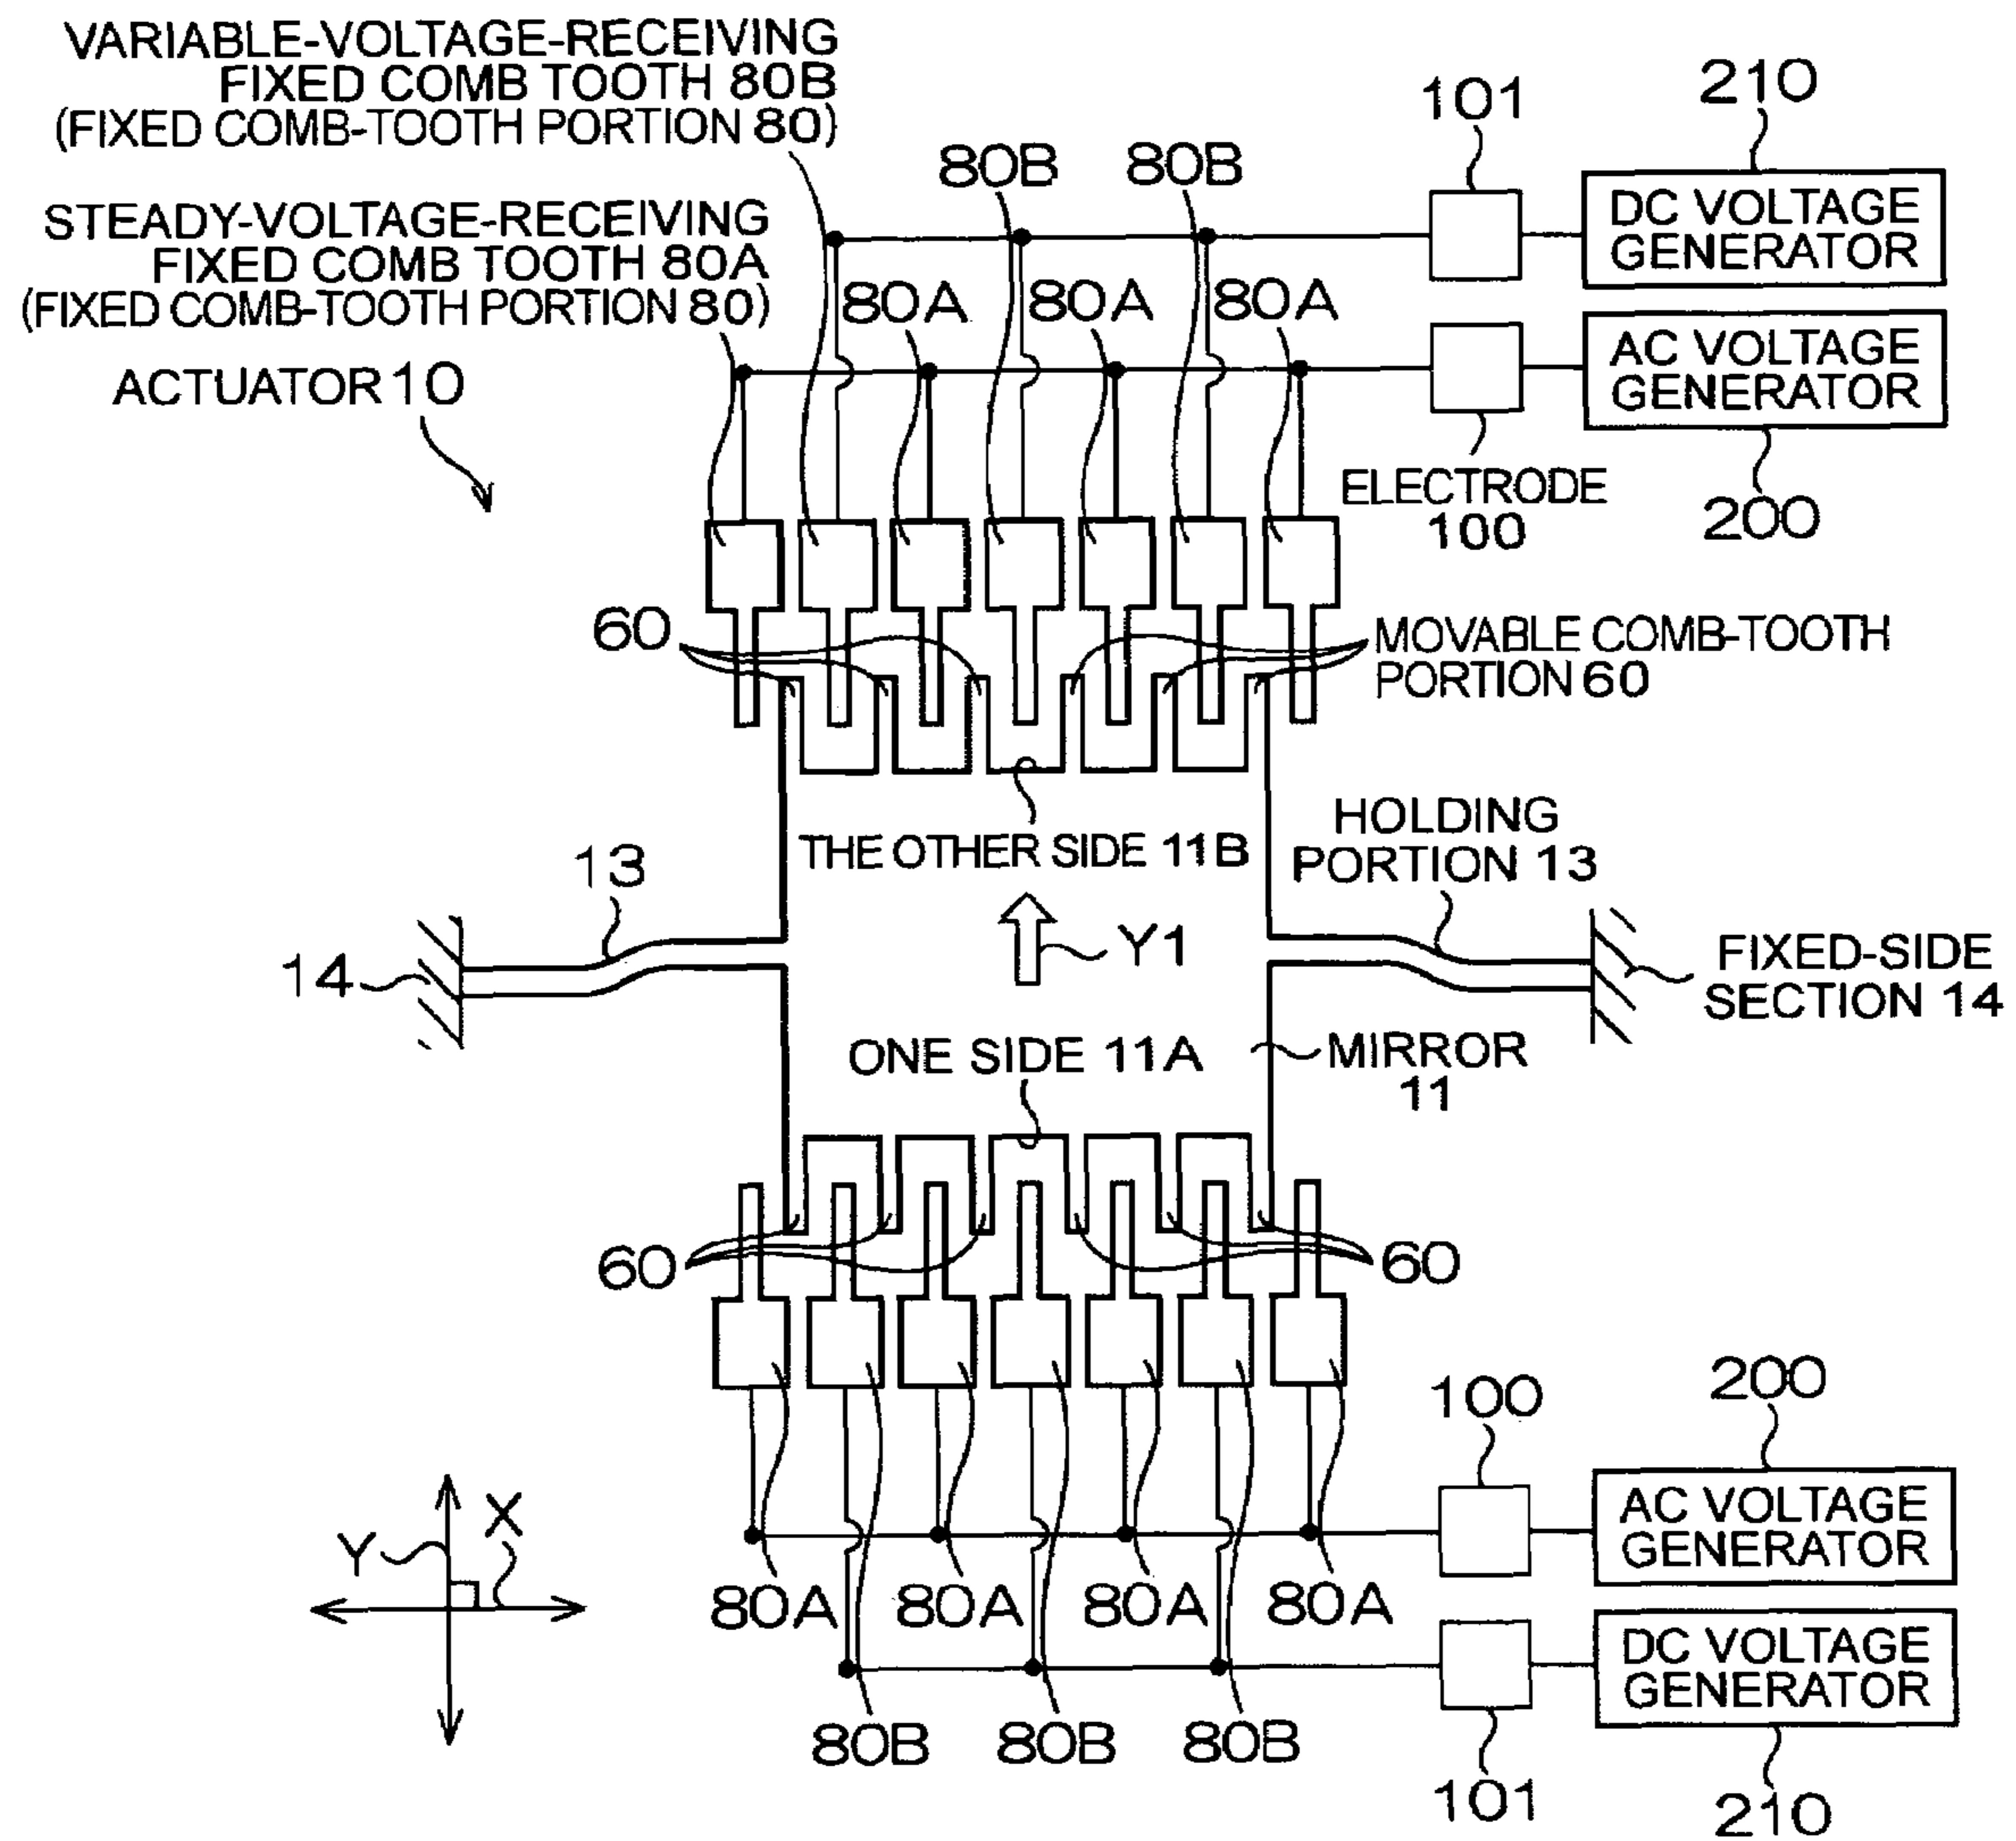 VARIABLE-VOLTAGE-RECEIVING
FIXED COMB TOOTH 80B
(FIXED COMB-TOOTH PORTION 80)
STEADY-VOLTAGE-RECEIVING
FIXED COMB TOOTH 80A
(FIXED COMB-TOOTH PORTION 80)
ACTUATOR 10
80B
80B
80A
80A
80A
101
210
DC VOLTAGE
GENERATOR
AC VOLTAGE
GENERATOR
ELECTRODE
100
200
60
MOVABLE COMB-TOOTH
PORTION 60
THE OTHER SIDE 11B
HOLDING
PORTION 13
13
14
Y1
FIXED-SIDE
SECTION 14
ONE SIDE 11A
MIRROR
11
60
60
100
200
AC VOLTAGE
GENERATOR
Y
X
80A
80A
80A
80A
DC VOLTAGE
GENERATOR
80B
80B
80B
101
210